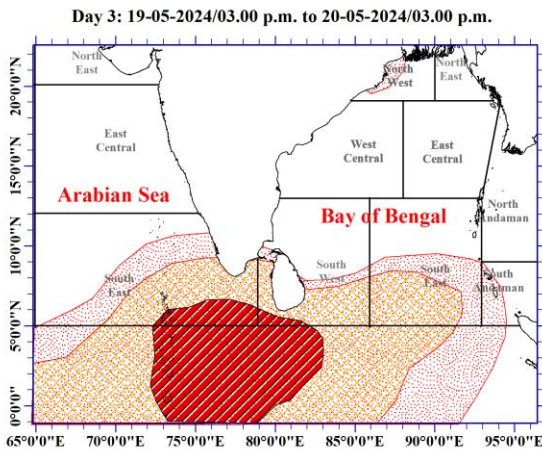 Day 3: 19-05-2024/03.00 p.m. to 20-05-2024/03.00 p.m.
North
East
North
West
North
East
20°0'0"N
East
Central
West
Central
East
Central
15°0'0"N
Arabian Sea
Bay of Bengal
North
Andaman
10°0'0"N
South
East
South
West
South
East
South
Andaman
5°0'0"N
0°0'0"
65°0'0"E
70°0'0"E
75°0'0"E
80°0'0"E
85°0'0"E
90°0'0"E
95°0'0"E